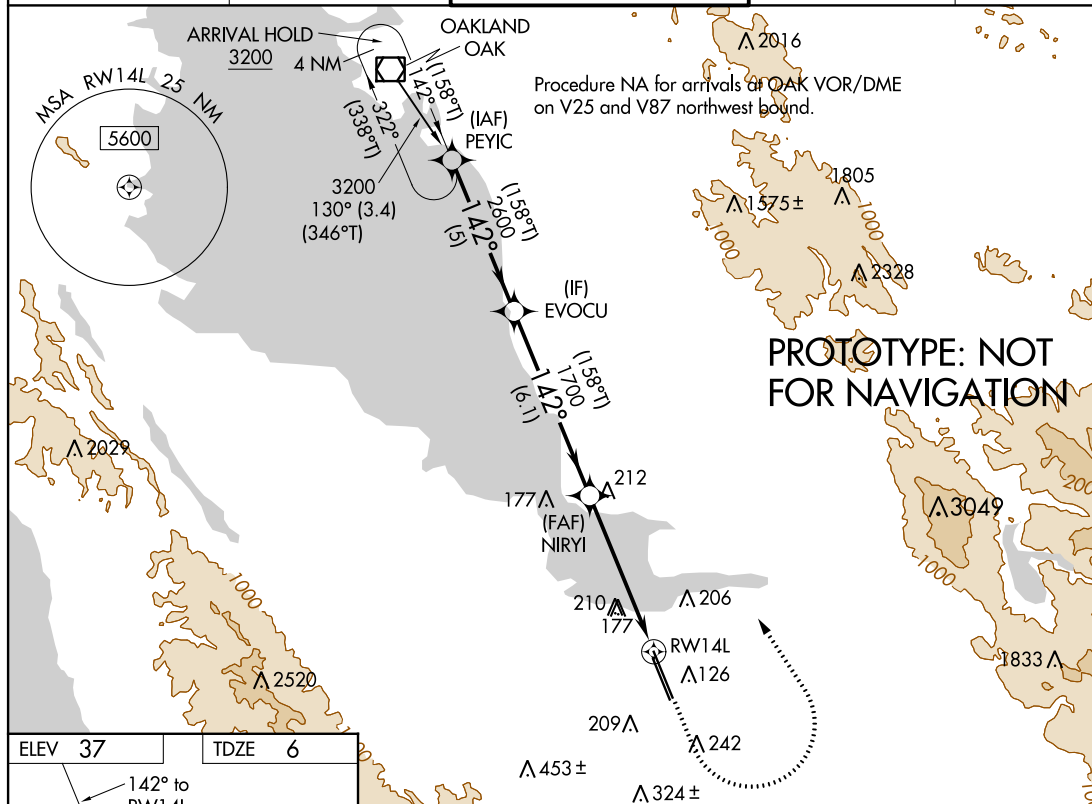 ARRIVAL HOLD
3200
4 NM
OAKLAND
OAK
2016
MSA RW14L 25 NM
5600
(158°T)
142°
322°
(338°T)
(IAF)
PEYIC
Procedure NA for arrivals at OAK VOR/DME
on V25 and V87 northwest bound.
3200
130° (3.4)
(346°T)
(158°T)
2600
142°
(5)
1805
1575±
1000
1000
2328
(IF)
EVOCU
(158°T)
1700
142°
(6.1)
PROTOTYPE: NOT
FOR NAVIGATION
2029
212
177
(FAF)
NIRYI
200
3049
1000
1000
210
177
206
RW14L
126
1833
2520
209
242
453±
324±
ELEV 37
TDZE 6
142° to
RW14L